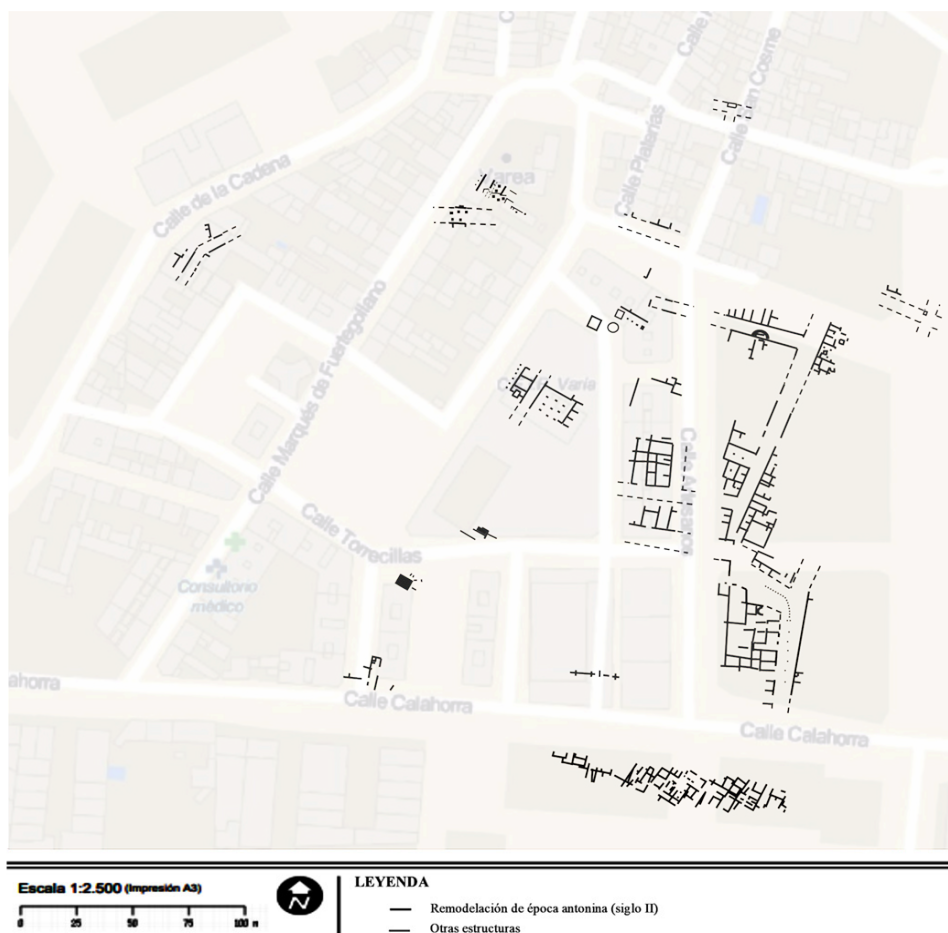 Calle San Cosme
Calle Platerías
Varea
Calle de la Cadena
Calle Marqués de Fuertegollano
Varia
Calle
Calle Torrecillas
Consultorio
médico
ahorra
Calle Calahorra
Calle Calahorra
Escala 1:2.500 (Impresión A3)
0 25 50 75 100 m
N
LEYENDA
Remodelación de época antonina (siglo II)
Otras estructuras